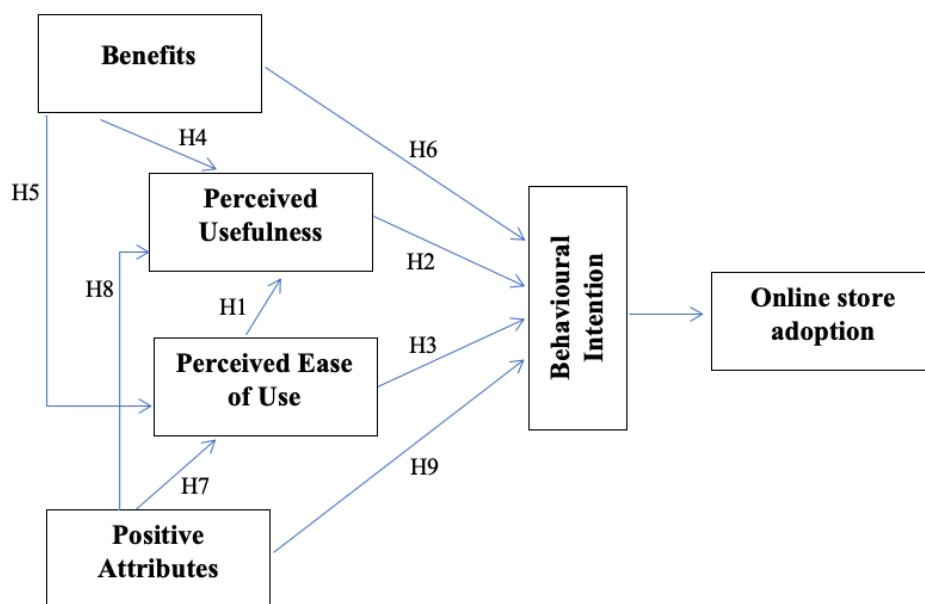 Benefits
H4
H6
H5
Perceived
Usefulness
H2
H8
H1
Behavioural
Intention
Online store
adoption
H3
Perceived Ease
of Use
H9
H7
Positive
Attributes